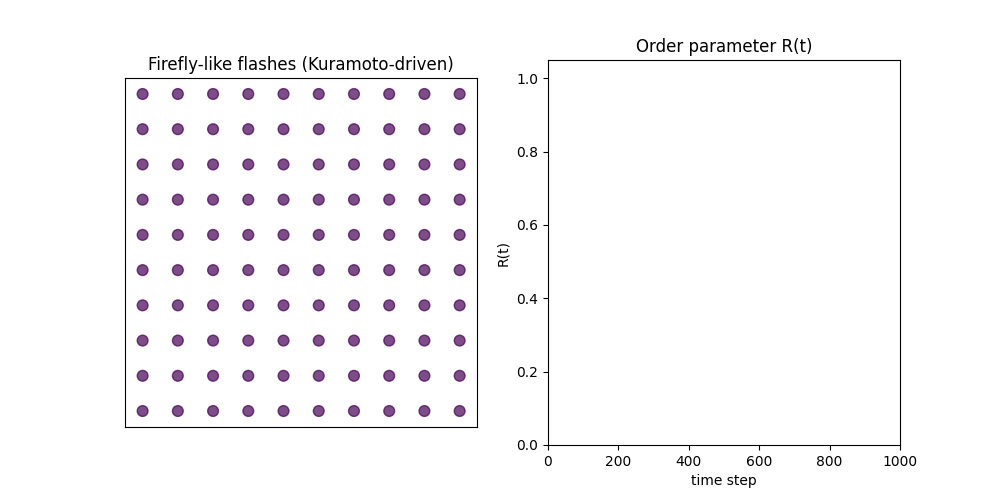 Firefly-like flashes (Kuramoto-driven)
Order parameter R(t)
1.0
0.8
0.6
0.4
0.2
0.0
R(t)
0 200 400 600 800 1000
time step